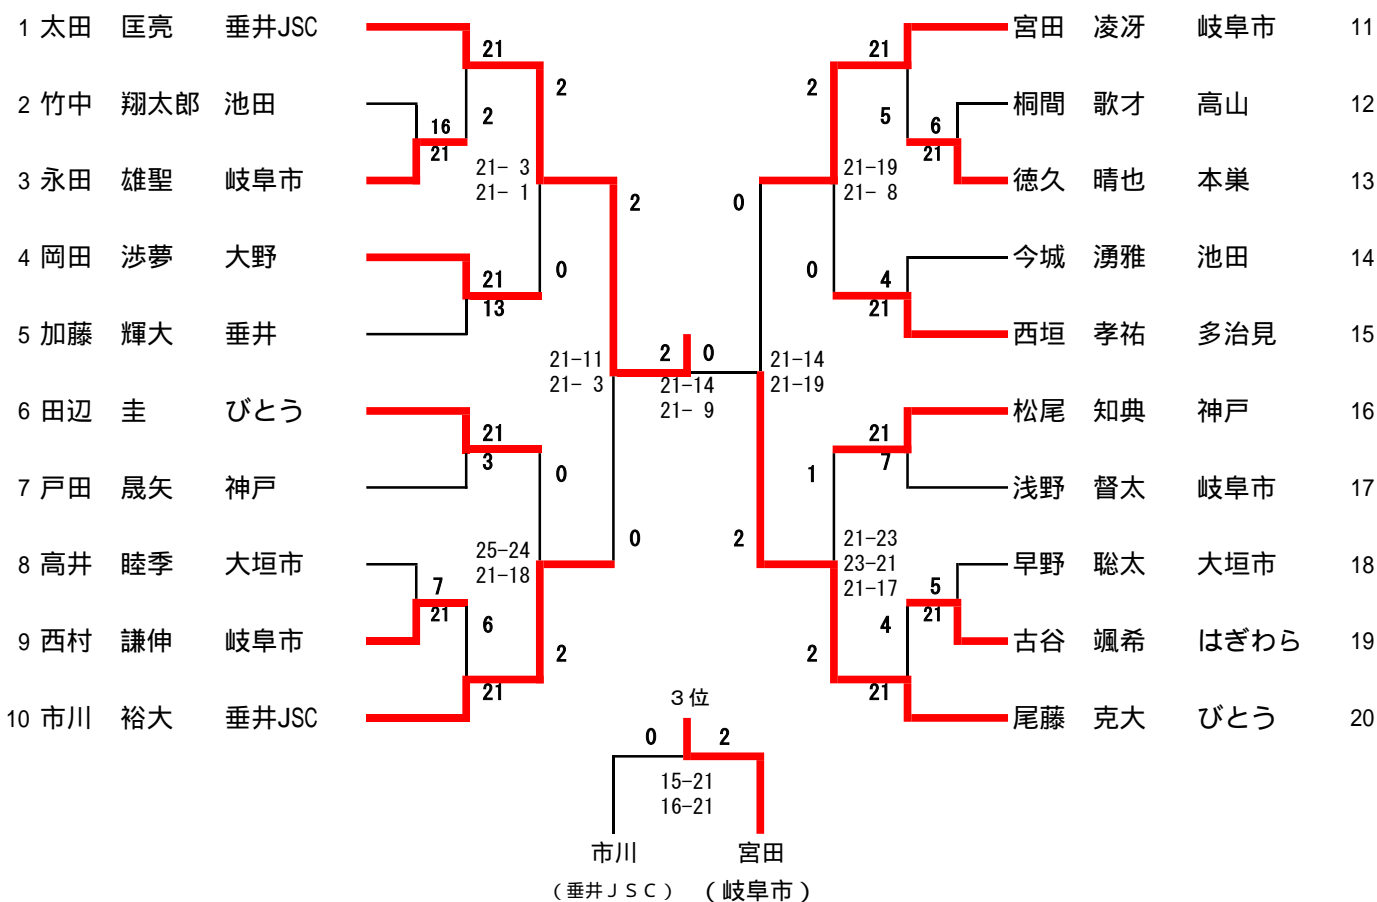 1 太田 匡亮 垂井JSC
2 竹中 翔太郎 池田
3 永田 雄聖 岐阜市
4 岡田 渉夢 大野
5 加藤 輝大 垂井
6 田辺 圭 びとう
7 戸田 晟矢 神戸
8 高井 睦季 大垣市
9 西村 謙伸 岐阜市
10 市川 裕大 垂井JSC
21
2
16
21
21
13
21
3
7
21
6
21
2
21- 3
21- 1
0
0
25-24
21-18
2
2
21-11
21- 3
0
2 0
21-14
21- 9
0
21-14
21-19
2
2
21-19
21- 8
0
1
21-23
23-21
21-17
2
21
5
6
21
4
21
21
7
5
21
4
21
宮田 凌冴 岐阜市 11
桐間 歌才 高山 12
徳久 晴也 本巣 13
今城 湧雅 池田 14
西垣 孝祐 多治見 15
松尾 知典 神戸 16
浅野 督太 岐阜市 17
早野 聡太 大垣市 18
古谷 颯希 はぎわら 19
尾藤 克大 びとう 20
３位
0 2
15-21
16-21
市川 宮田
（垂井ＪＳＣ） （岐阜市）